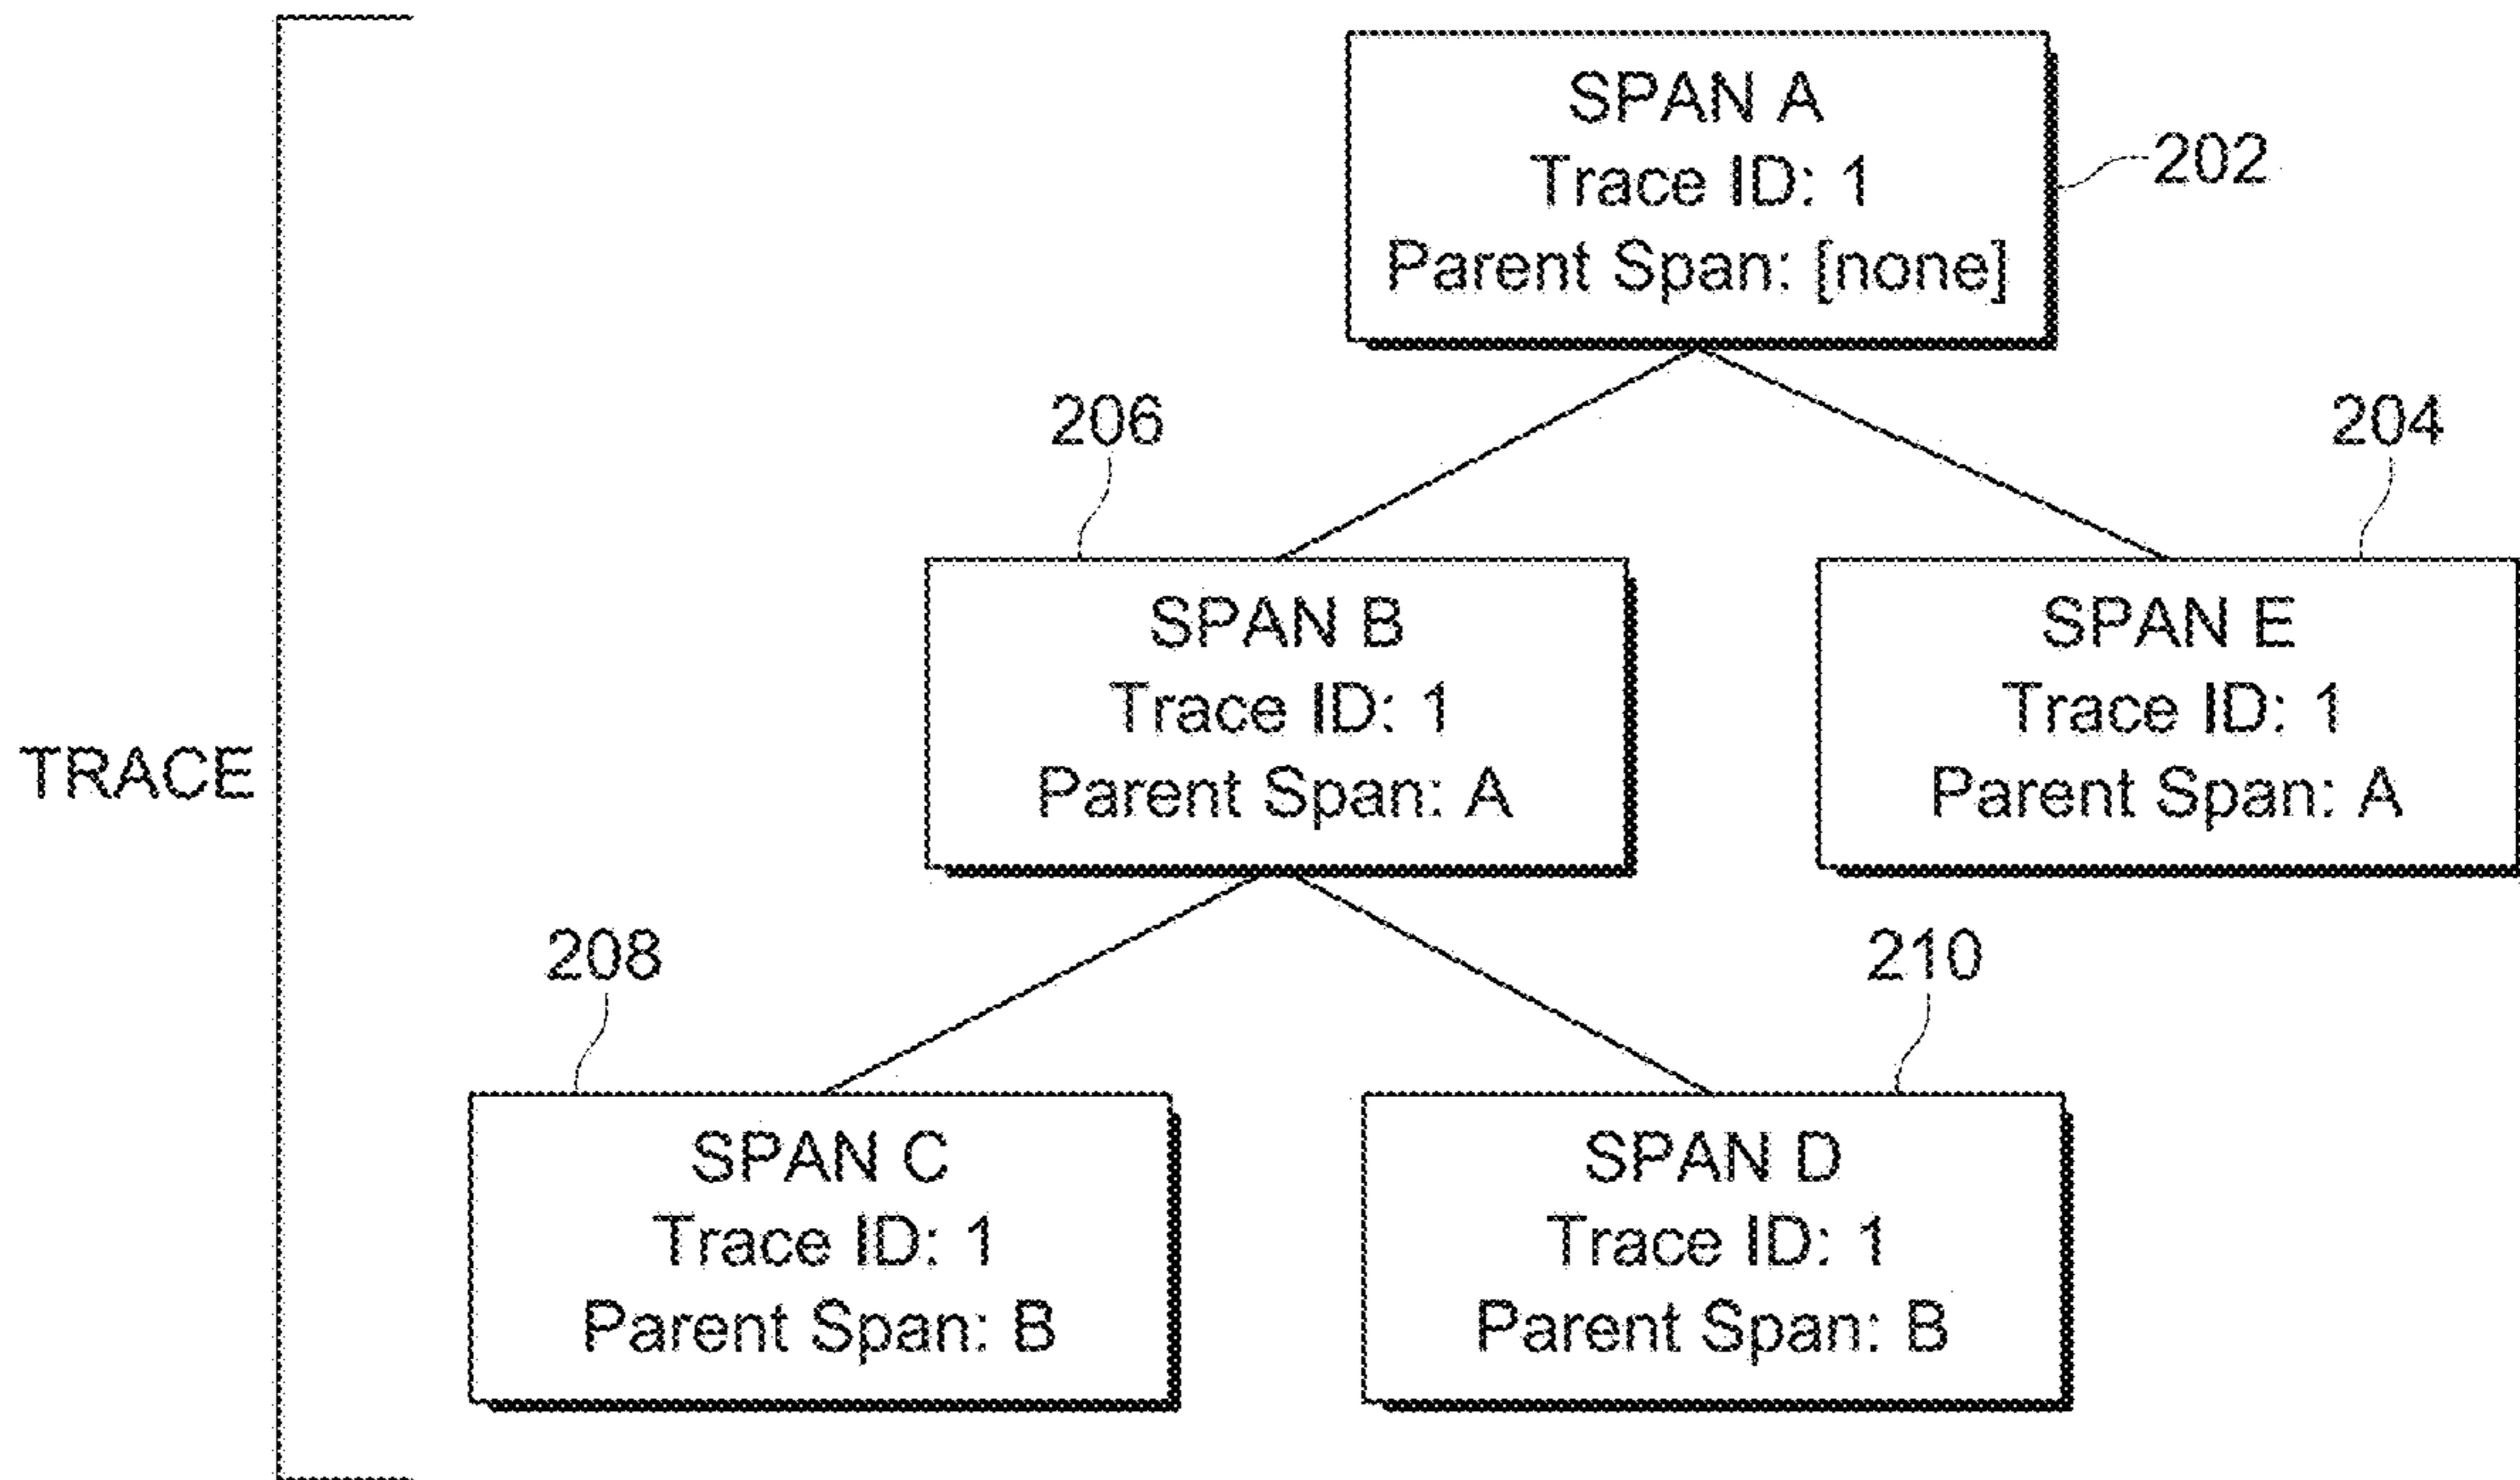 SPAN A
Trace ID: 1
Parent Span: [none]
202
206
204
SPAN B
Trace ID: 1
Parent Span: A
SPAN E
Trace ID: 1
Parent Span: A
TRACE
208
210
SPAN C
Trace ID: 1
Parent Span: B
SPAN D
Trace ID: 1
Parent Span: B